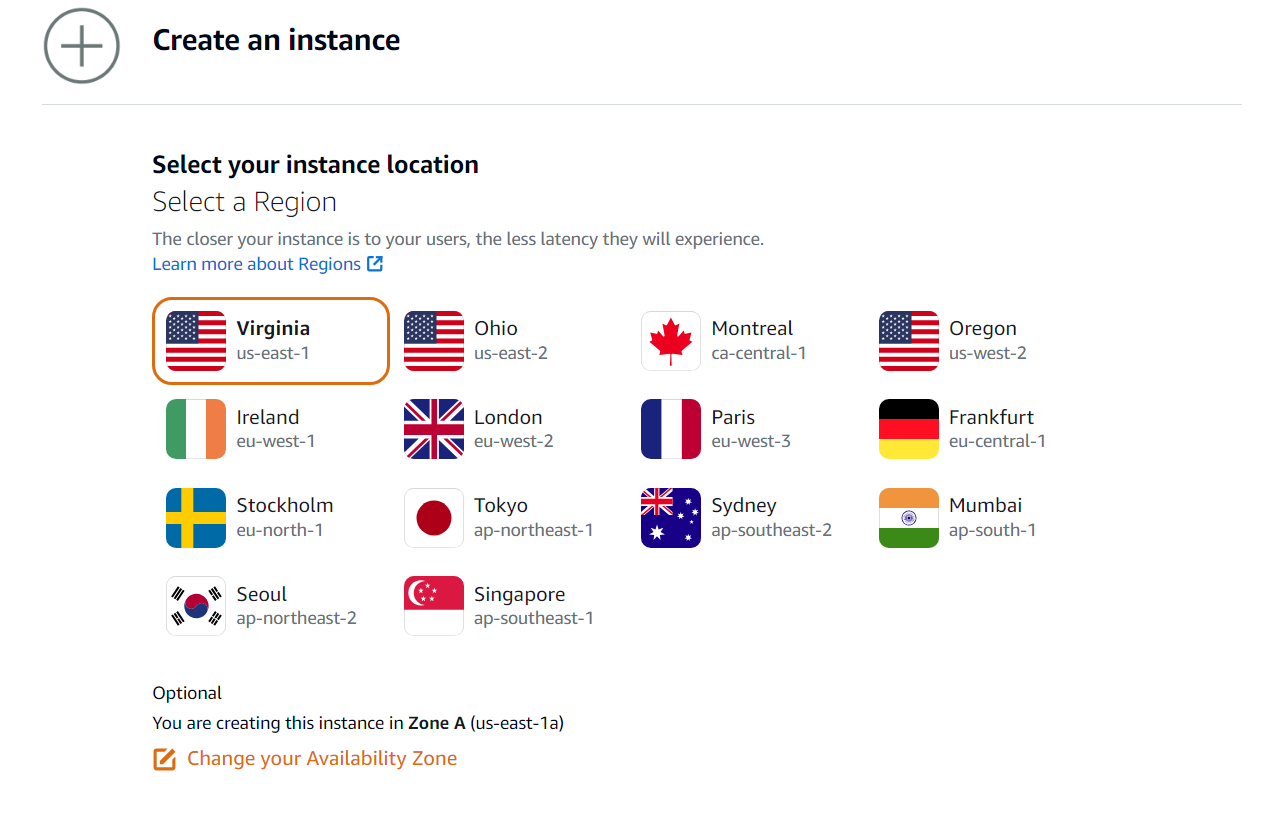 Create an instance
Select your instance location
Select a Region
The closer your instance is to your users, the less latency they will experience.
Learn more about Regions
Virginia
us-east-1
Ohio
us-east-2
Montreal
ca-central-1
Oregon
us-west-2
Ireland
eu-west-1
London
eu-west-2
Paris
eu-west-3
Frankfurt
eu-central-1
Stockholm
eu-north-1
Tokyo
ap-northeast-1
Sydney
ap-southeast-2
Mumbai
ap-south-1
Seoul
ap-northeast-2
Singapore
ap-southeast-1
Optional
You are creating this instance in Zone A (us-east-1a)
Change your Availability Zone